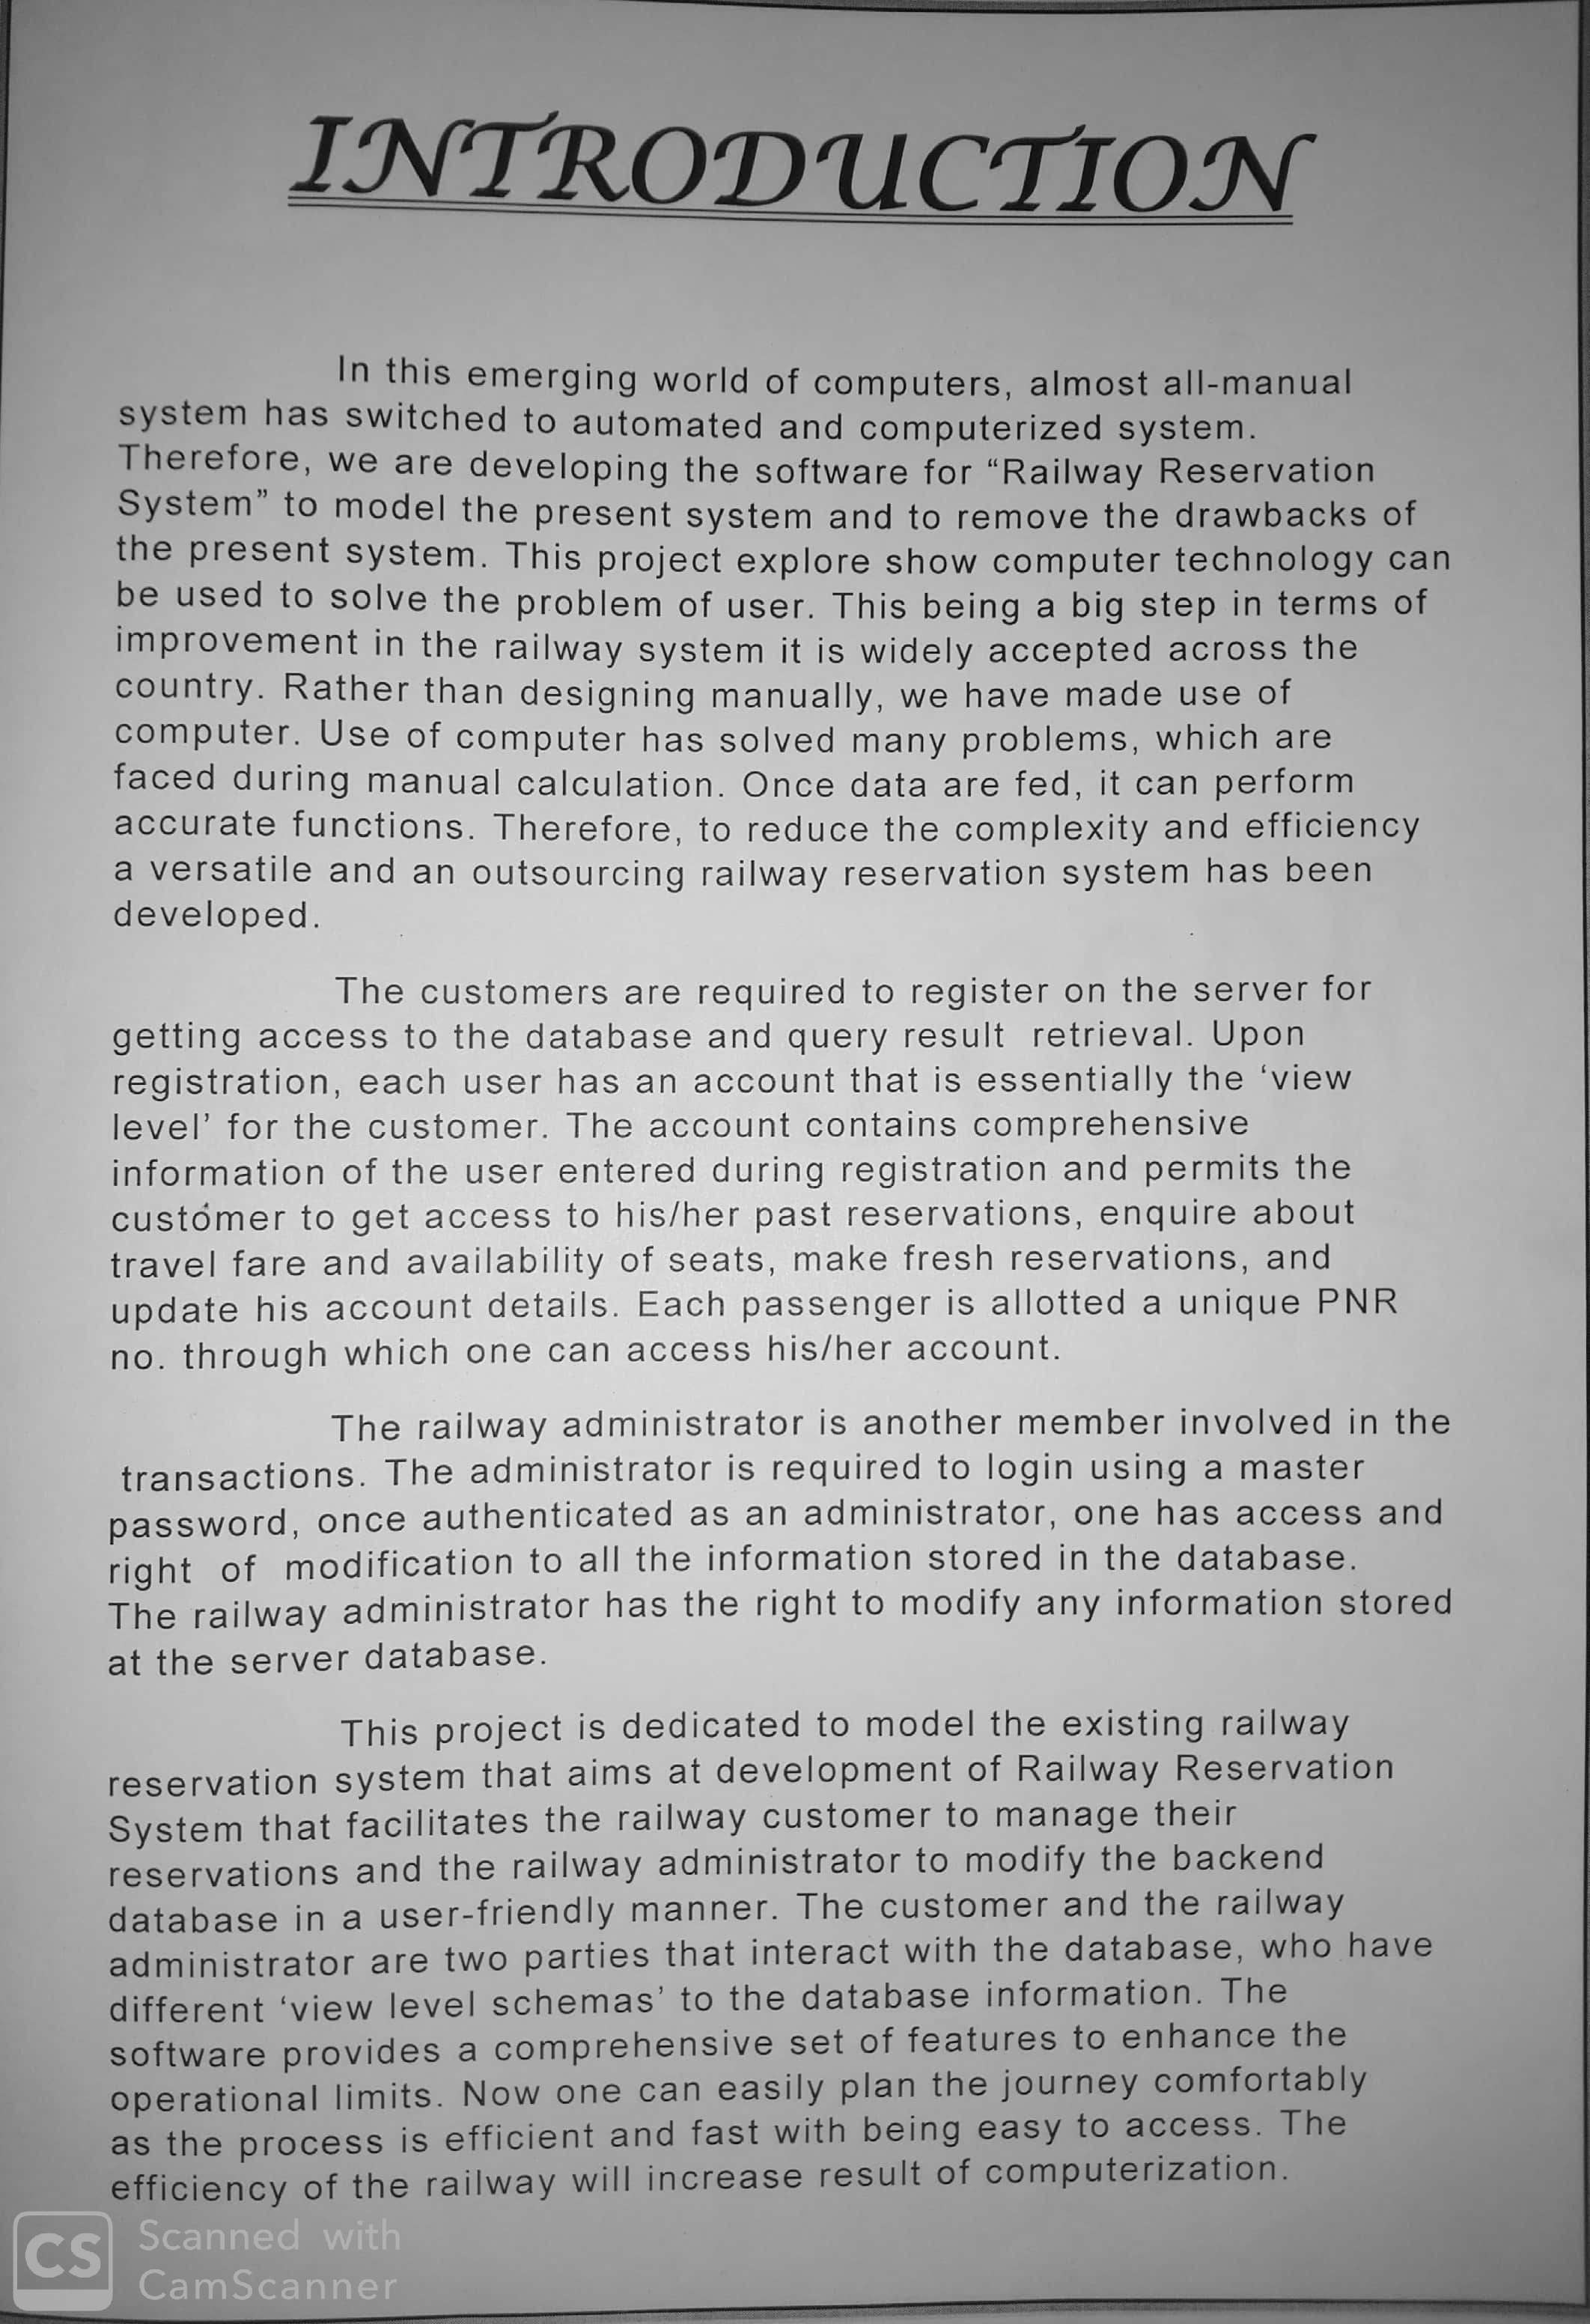 INTRODUCTION
In this emerging world of computers, almost all-manual
system has switched to automated and computerized system.
Therefore, we are developing the software for “Railway Reservation
System” to model the present system and to remove the drawbacks of
the present system. This project explore show computer technology can
be used to solve the problem of user. This being a big step in terms of
improvement in the railway system it is widely accepted across the
country. Rather than designing manually, we have made use of
computer. Use of computer has solved many problems, which are
faced during manual calculation. Once data are fed, it can perform
accurate functions. Therefore, to reduce the complexity and efficiency
a versatile and an outsourcing railway reservation system has been
developed.
The customers are required to register on the server for
getting access to the database and query result retrieval. Upon
registration, each user has an account that is essentially the ‘view
level’ for the customer. The account contains comprehensive
information of the user entered during registration and permits the
customer to get access to his/her past reservations, enquire about
travel fare and availability of seats, make fresh reservations, and
update his account details. Each passenger is allotted a unique PNR
no. through which one can access his/her account.
The railway administrator is another member involved in the
transactions. The administrator is required to login using a master
password, once authenticated as an administrator, one has access and
right of modification to all the information stored in the database.
The railway administrator has the right to modify any information stored
at the server database.
This project is dedicated to model the existing railway
reservation system that aims at development of Railway Reservation
System that facilitates the railway customer to manage their
reservations and the railway administrator to modify the backend
database in a user-friendly manner. The customer and the railway
administrator are two parties that interact with the database, who have
different ‘view level schemas’ to the database information. The
software provides a comprehensive set of features to enhance the
operational limits. Now one can easily plan the journey comfortably
as the process is efficient and fast with being easy to access. The
efficiency of the railway will increase result of computerization.
CS
Scanned with
CamScanner